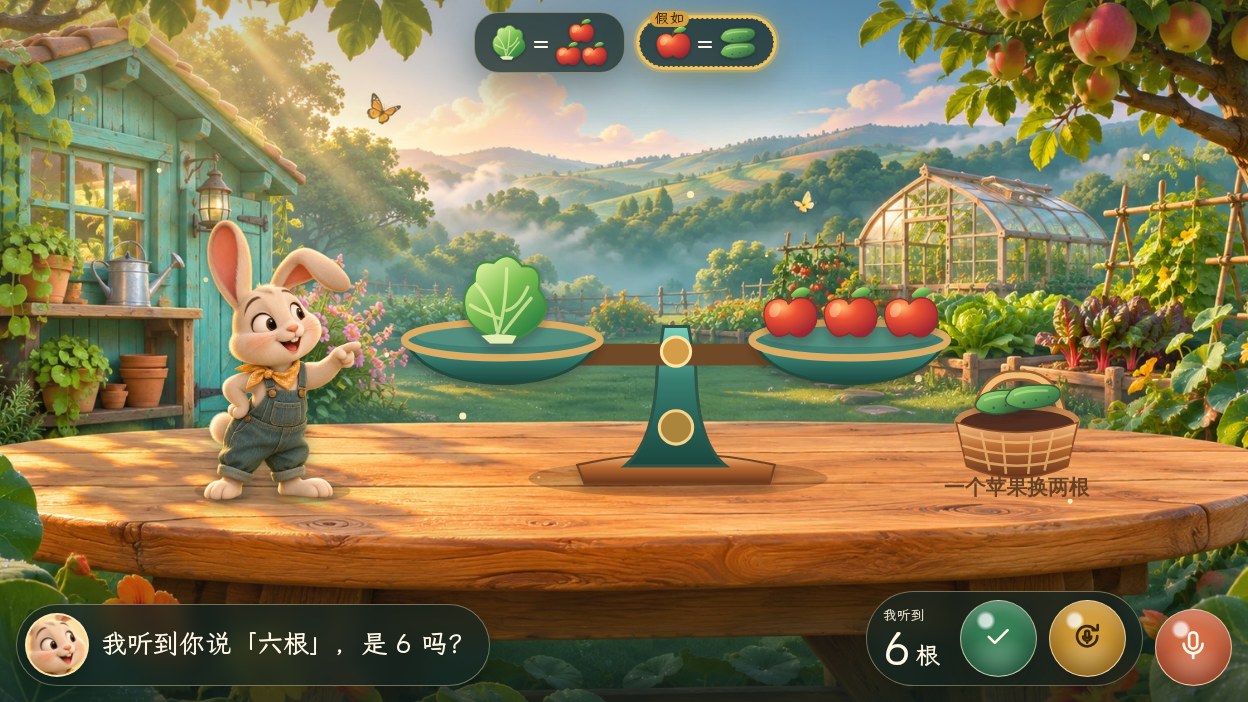 =
假如
=
一个苹果换两根
我听到你说「六根」，是 6 吗？
我听到
6 根